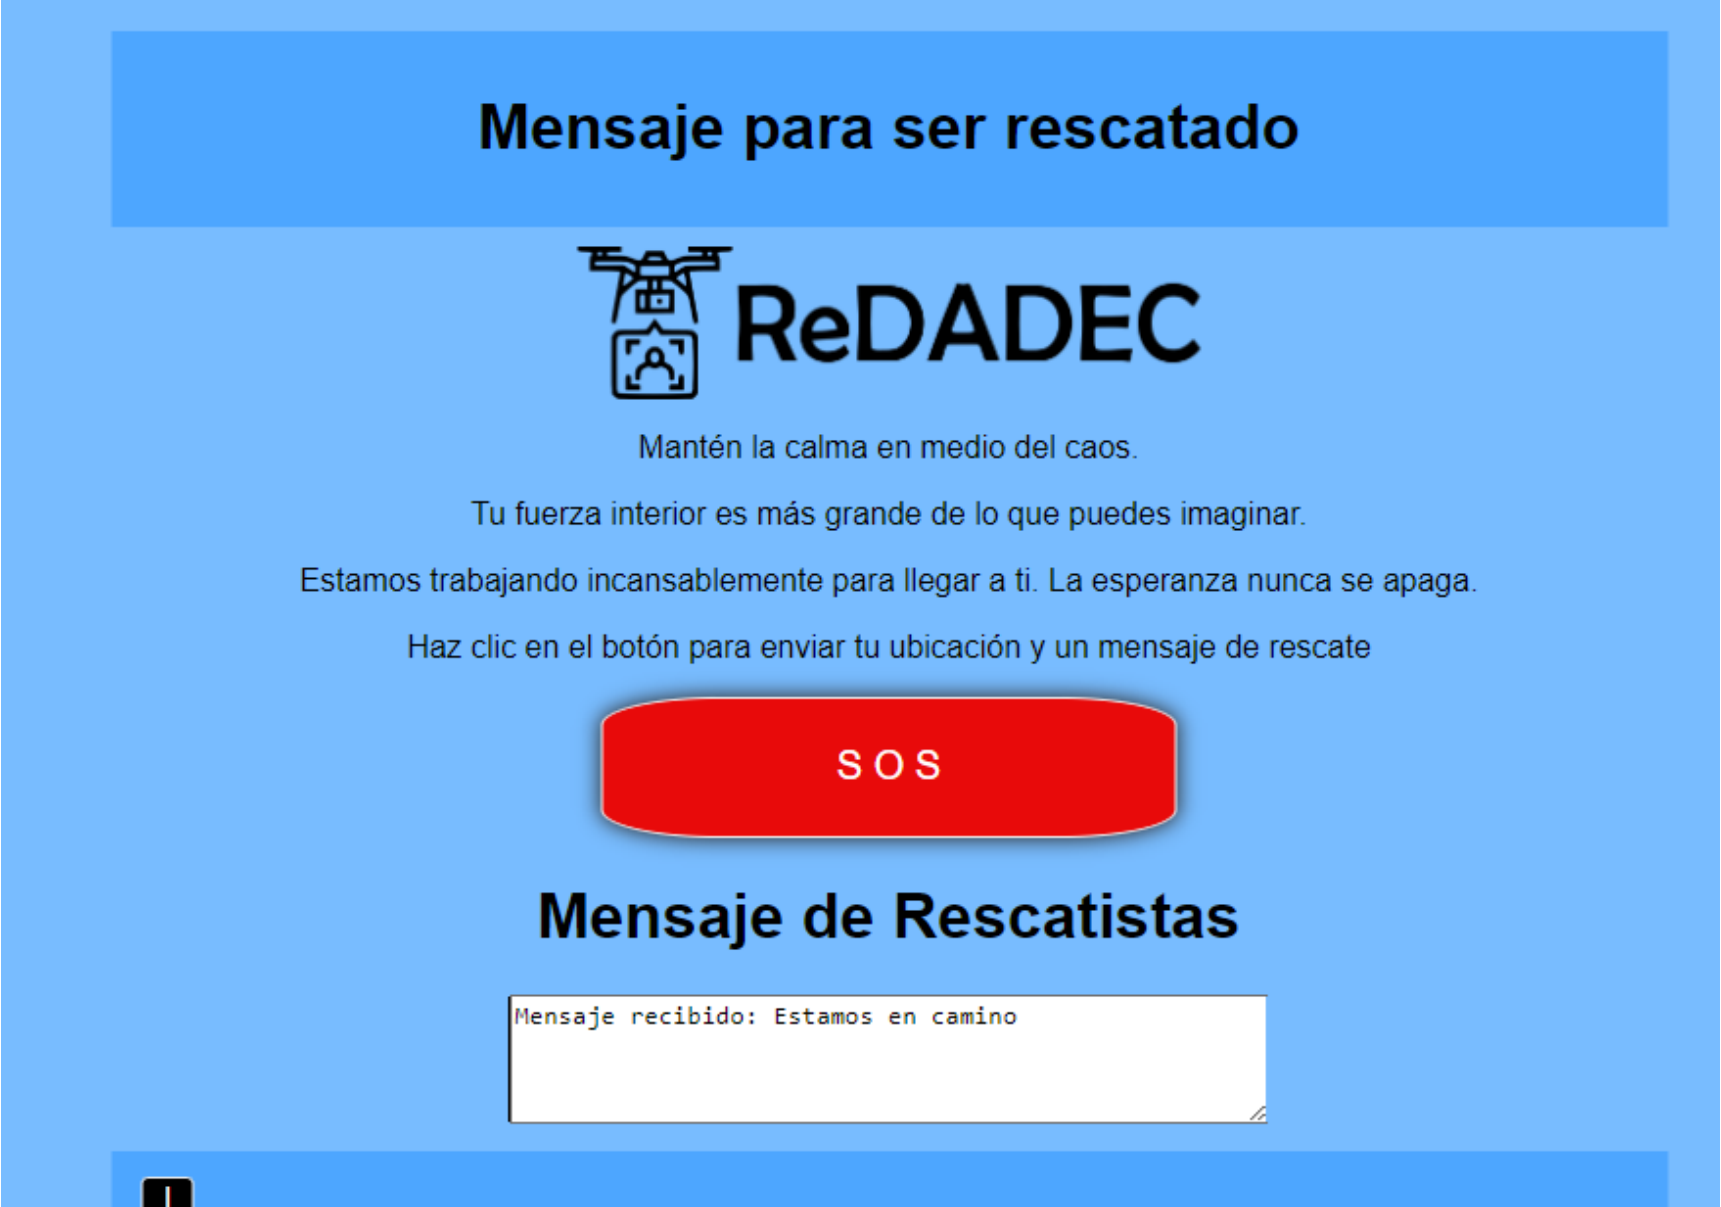 Mensaje para ser rescatado
ReDADEC
Mantén la calma en medio del caos.
Tu fuerza interior es más grande de lo que puedes imaginar.
Estamos trabajando incansablemente para llegar a ti. La esperanza nunca se apaga.
Haz clic en el botón para enviar tu ubicación y un mensaje de rescate
S O S
Mensaje de Rescatistas
Mensaje recibido: Estamos en camino